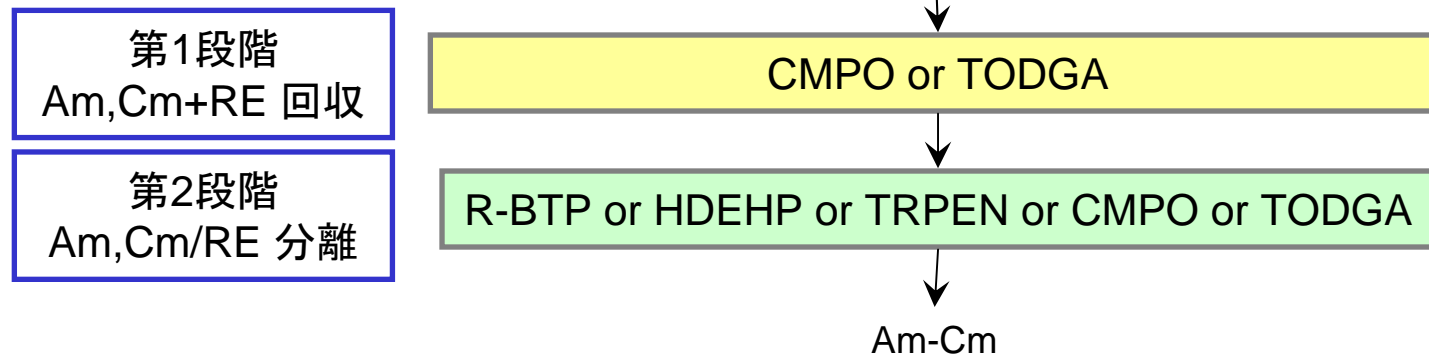 第1段階
Am,Cm+RE 回収
CMPO or TODGA
第2段階
Am,Cm/RE 分離
R-BTP or HDEHP or TRPEN or CMPO or TODGA
Am-Cm